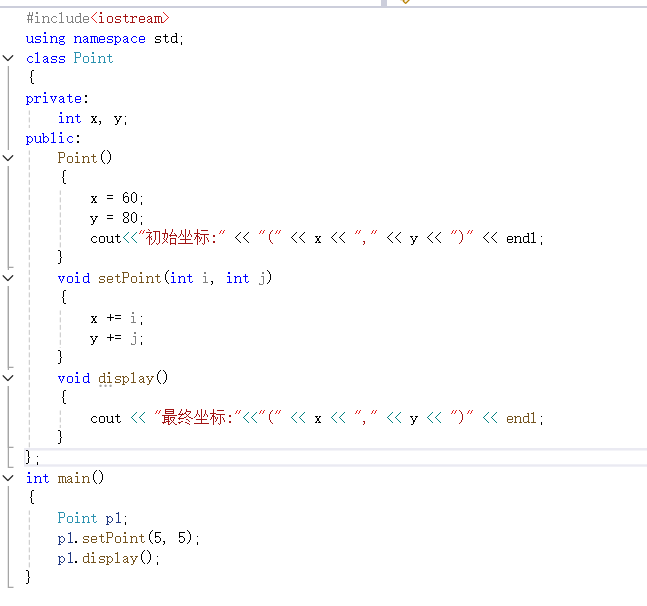 #include<iostream>
using namespace std;
class Point
{
private:
    int x, y;
public:
    Point()
    {
        x = 60;
        y = 80;
        cout<<"初始坐标:" << "(" << x << "," << y << ")" << endl;
    }
    void setPoint(int i, int j)
    {
        x += i;
        y += j;
    }
    void display()
    {
        cout << "最终坐标:"<<"(" << x << "," << y << ")" << endl;
    }
};
int main()
{
    Point p1;
    p1.setPoint(5, 5);
    p1.display();
}